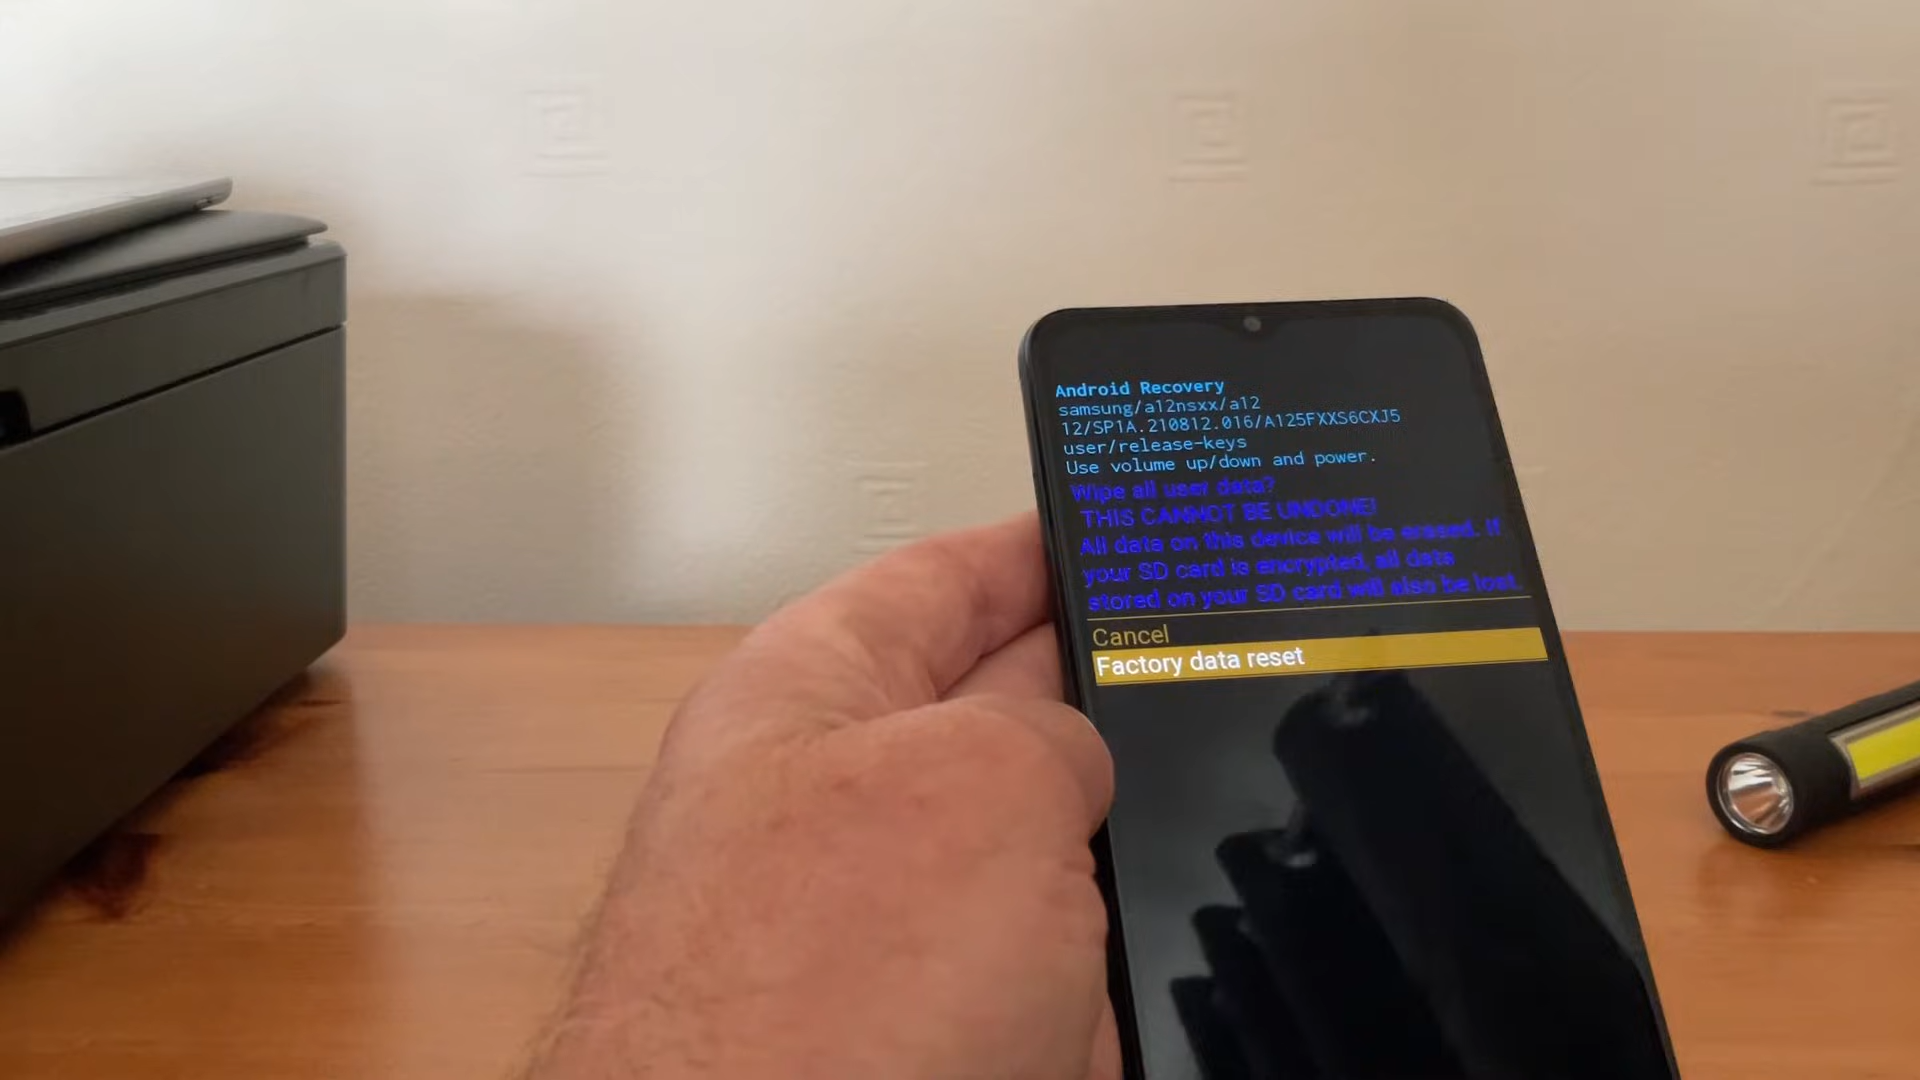 Android Recovery
samsung/a12nsxx/a12
12/SP1A.210812.016/A125FXXS6CXJ5
user/release-keys
Use volume up/down and power.
Wipe all user data?
THIS CANNOT BE UNDONE!
All data on this device will be erased. If
your SD card is encrypted, all data
stored on your SD card will also be lost.
Cancel
Factory data reset